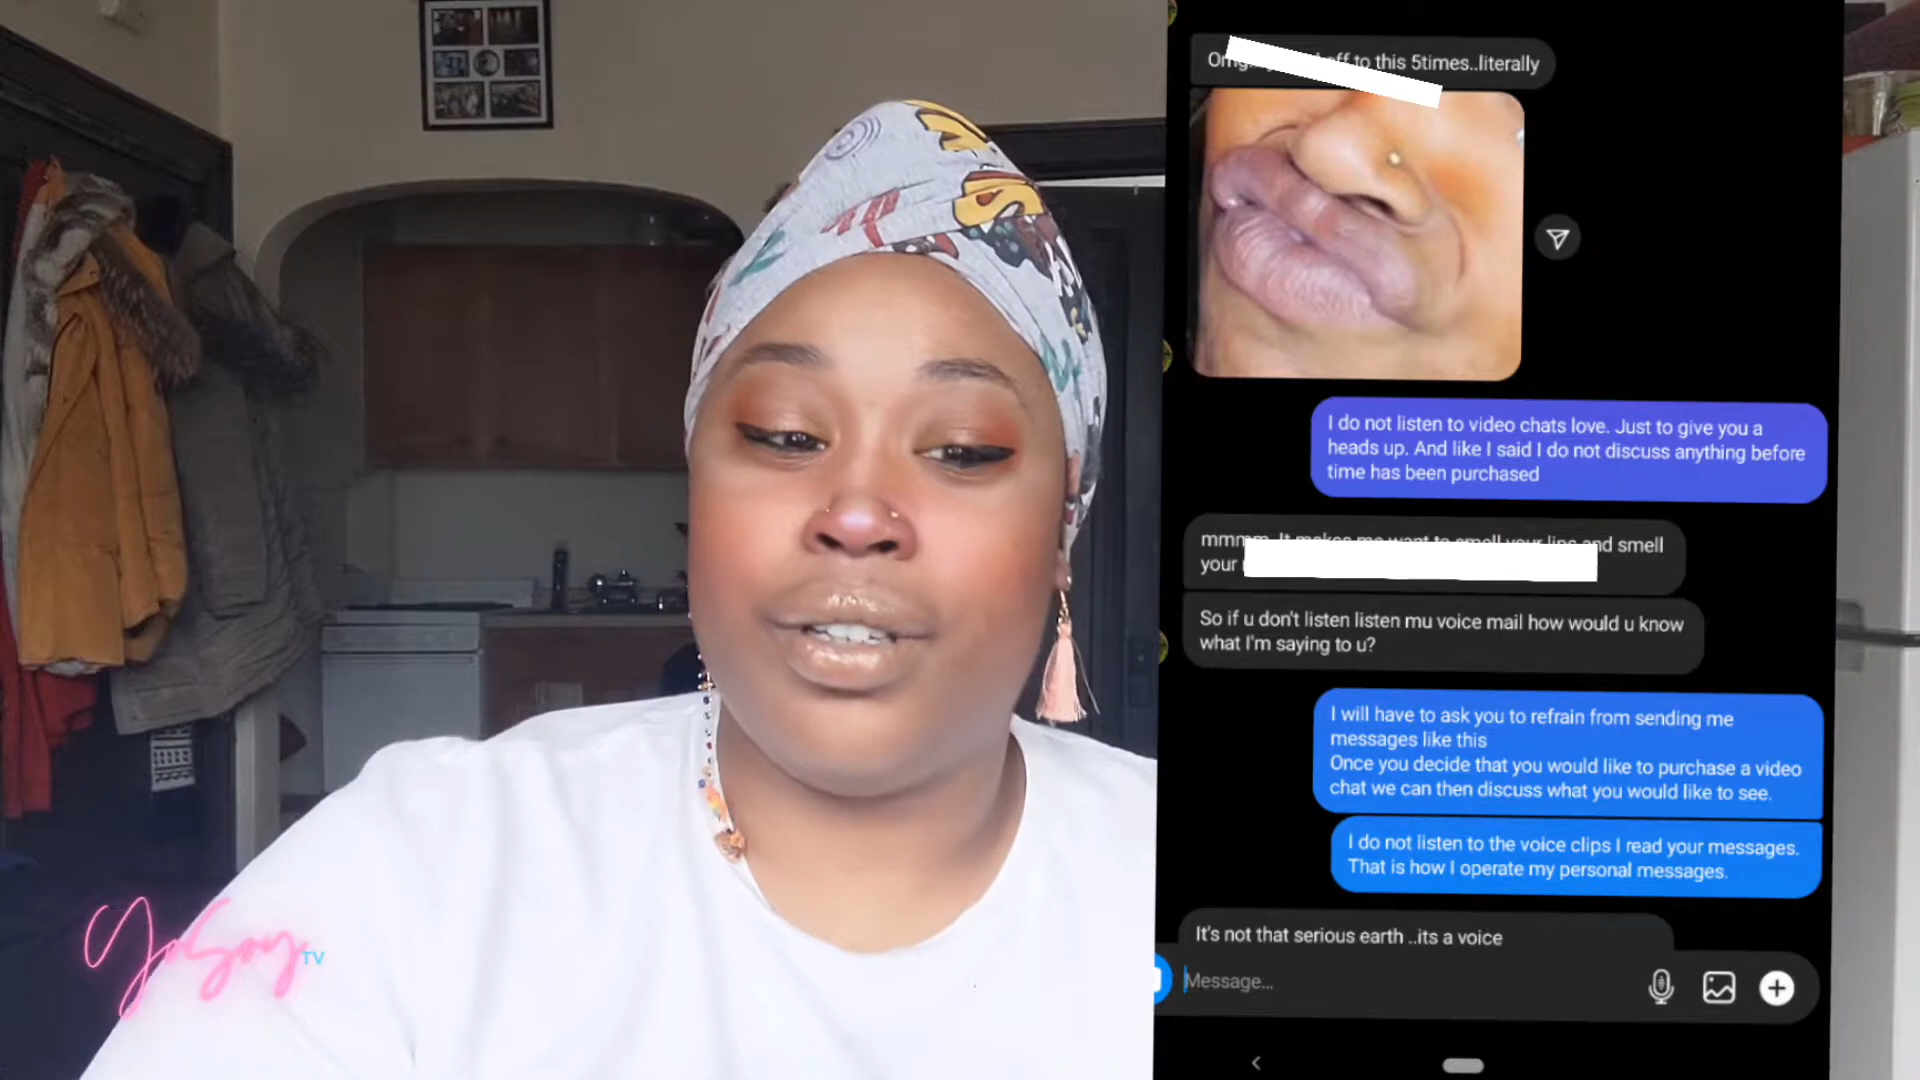 to this 5times..literally
I do not listen to video chats love. Just to give you a
heads up. And like I said I do not discuss anything before
time has been purchased
and smell
your
So if u don't listen listen mu voice mail how would u know
what I'm saying to u?
I will have to ask you to refrain from sending me
messages like this
Once you decide that you would like to purchase a video
chat we can then discuss what you would like to see.
I do not listen to the voice clips I read your messages.
That is how I operate my personal messages.
It's not that serious earth ..its a voice
Message...
YoSoy TV